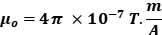 μₒ = 4π × 10⁻⁷ T.m/A